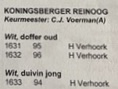 KONINGSBERGER REINOOG
Keurmeester: C.J. Voerman(A)
Wit, doffer oud
1631 95 H Verhoork
1632 96 H Verhoork
Wit, duivin jong
1633 94 H Verhoork